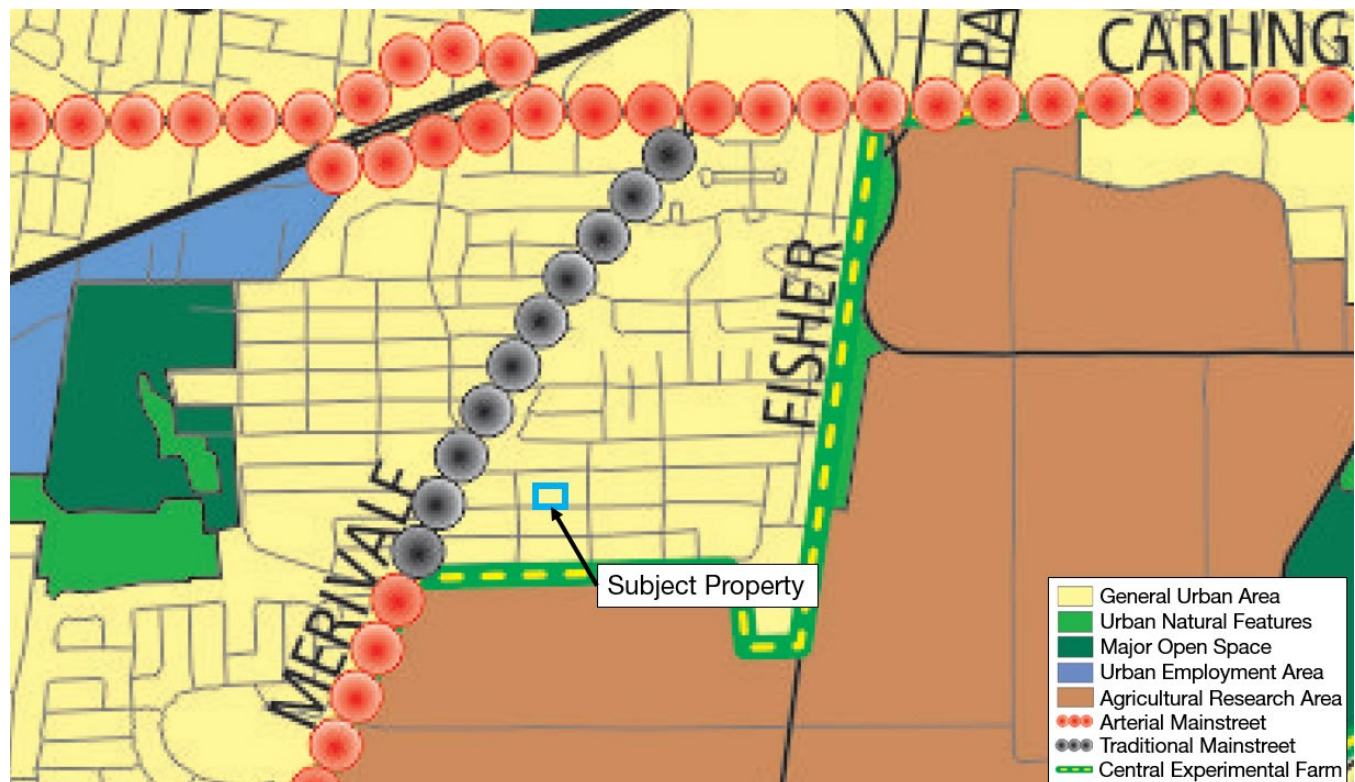 PA
CARLING
FISHER
MERIVALE
Subject Property
General Urban Area
Urban Natural Features
Major Open Space
Urban Employment Area
Agricultural Research Area
Arterial Mainstreet
Traditional Mainstreet
Central Experimental Farm